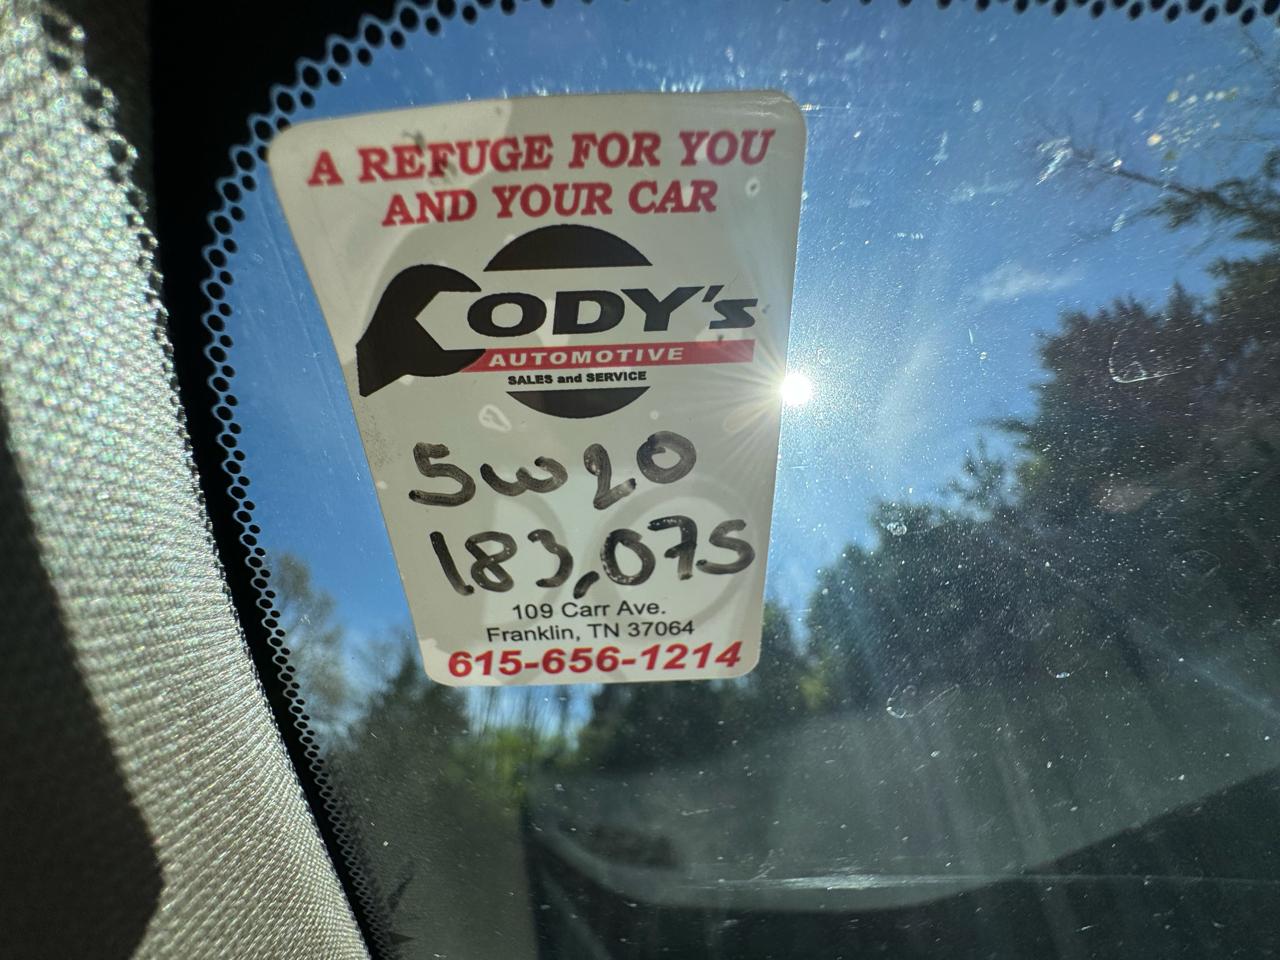 A REFUGE FOR YOU
AND YOUR CAR
CODY'S
AUTOMOTIVE
SALES and SERVICE
5w20
183,075
109 Carr Ave.
Franklin, TN 37064
615-656-1214